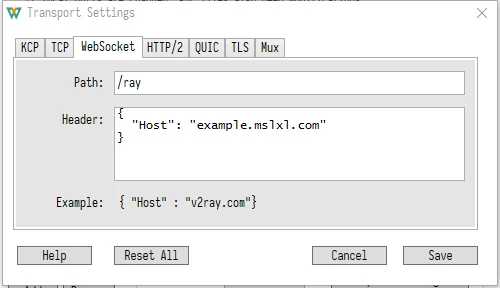 Transport Settings
KCP TCP WebSocket HTTP/2 QUIC TLS Mux
Path: /ray
Header: {
"Host": "example.mslxl.com"
}
Example: { "Host" : "v2ray.com"}
Help Reset All Cancel Save